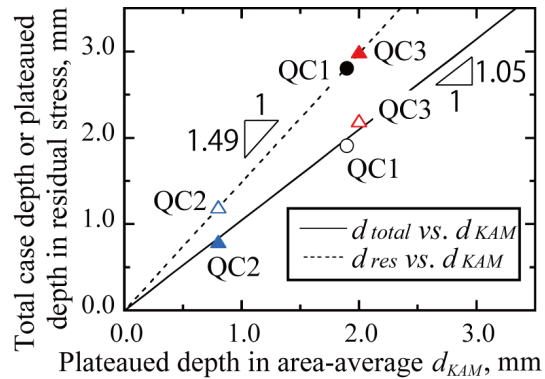 Total case depth or plateaued
depth in residual stress, mm
3.0
2.0
1.0
0.0
QC1
QC3
1
1.49
1.05
1
QC3
QC1
QC2
QC2
d total vs. d KAM
d res vs. d KAM
0.0
1.0
2.0
3.0
Plateaued depth in area-average d KAM, mm